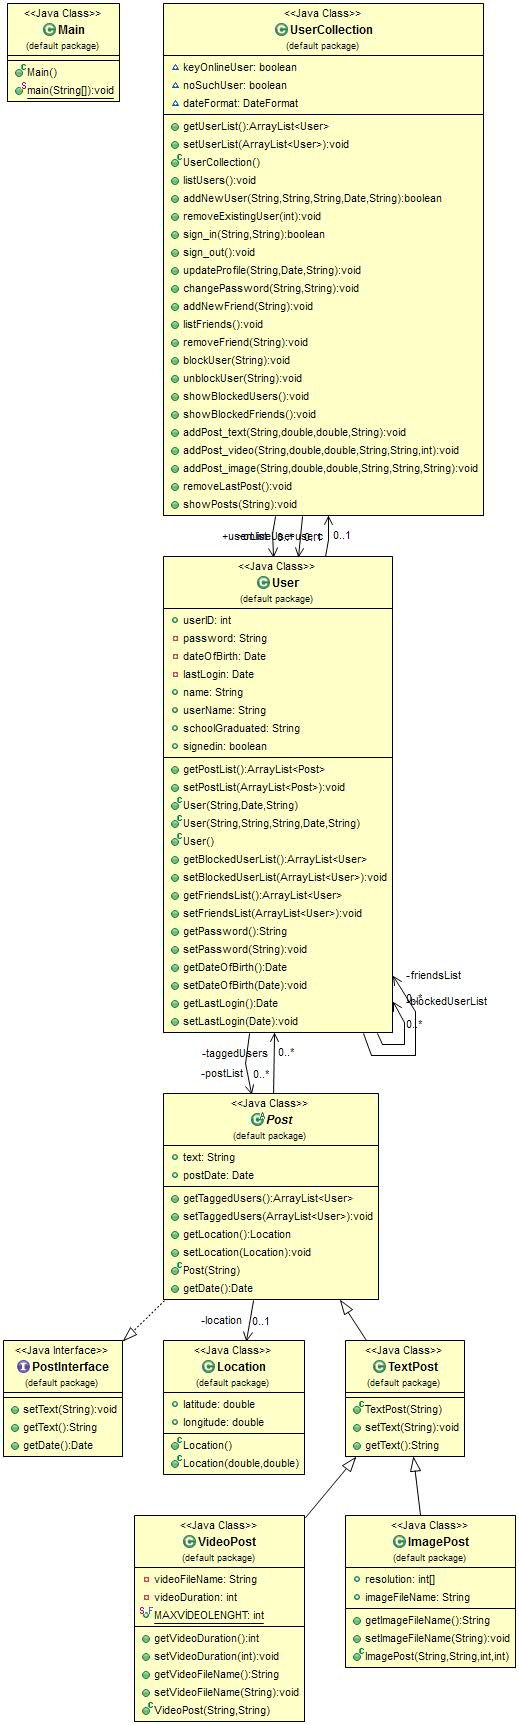 <<Java Class>>
Main
(default package)
Main()
main(String[]):void
<<Java Class>>
UserCollection
(default package)
keyOnlineUser: boolean
noSuchUser: boolean
dateFormat: DateFormat
getUserList():ArrayList<User>
setUserList(ArrayList<User>):void
UserCollection()
listUsers():void
addNewUser(String,String,String,Date,String):boolean
removeExistingUser(int):void
sign_in(String,String):boolean
sign_out():void
updateProfile(String,Date,String):void
changePassword(String,String):void
addNewFriend(String):void
listFriends():void
removeFriend(String):void
blockUser(String):void
unblockUser(String):void
showBlockedUsers():void
showBlockedFriends():void
addPost_text(String,double,double,String):void
addPost_video(String,double,double,String,String,int):void
addPost_image(String,double,double,String,String,String):void
removeLastPost():void
showPosts(String):void
0..1
<<Java Class>>
User
(default package)
userID: int
password: String
dateOfBirth: Date
lastLogin: Date
name: String
userName: String
schoolGraduated: String
signedin: boolean
getPostList():ArrayList<Post>
setPostList(ArrayList<Post>):void
User(String,Date,String)
User(String,String,String,Date,String)
User()
getBlockedUserList():ArrayList<User>
setBlockedUserList(ArrayList<User>):void
getFriendsList():ArrayList<User>
setFriendsList(ArrayList<User>):void
getPassword():String
setPassword(String):void
getDateOfBirth():Date
setDateOfBirth(Date):void
getLastLogin():Date
setLastLogin(Date):void
-friendsList
-blockedUserList
0..*
-taggedUsers 0..*
-postList 0..*
<<Java Class>>
Post
(default package)
text: String
postDate: Date
getTaggedUsers():ArrayList<User>
setTaggedUsers(ArrayList<User>):void
getLocation():Location
setLocation(Location):void
Post(String)
getDate():Date
-location 0..1
<<Java Interface>>
PostInterface
(default package)
setText(String):void
getText():String
getDate():Date
<<Java Class>>
Location
(default package)
latitude: double
longitude: double
Location()
Location(double,double)
<<Java Class>>
TextPost
(default package)
TextPost(String)
setText(String):void
getText():String
<<Java Class>>
VideoPost
(default package)
videoFileName: String
videoDuration: int
MAXVİDEOLENGHT: int
getVideoDuration():int
setVideoDuration(int):void
getVideoFileName():String
setVideoFileName(String):void
VideoPost(String,String)
<<Java Class>>
ImagePost
(default package)
resolution: int[]
imageFileName: String
getImageFileName():String
setImageFileName(String):void
ImagePost(String,String,int,int)